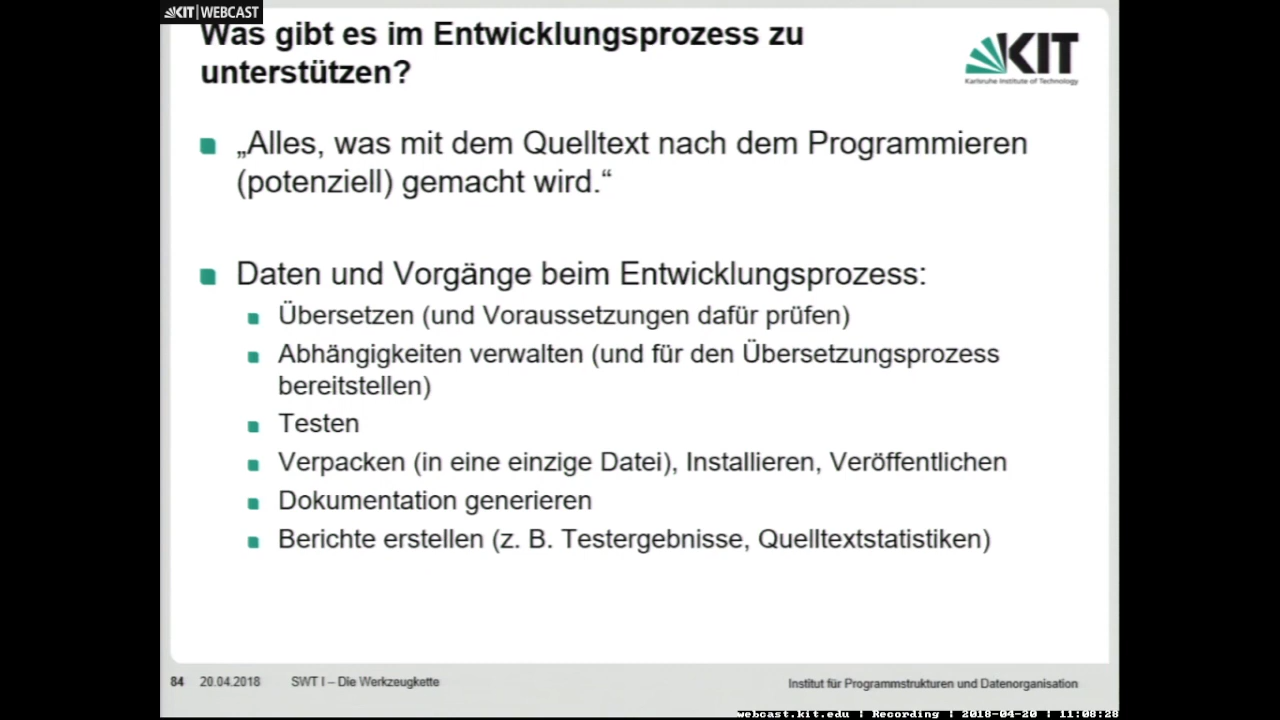 KIT WEBCAST
Was gibt es im Entwicklungsprozess zu
unterstützen?
KIT
Karlsruhe Institute of Technology
„Alles, was mit dem Quelltext nach dem Programmieren
(potenziell) gemacht wird.“
Daten und Vorgänge beim Entwicklungsprozess:
Übersetzen (und Voraussetzungen dafür prüfen)
Abhängigkeiten verwalten (und für den Übersetzungsprozess
bereitstellen)
Testen
Verpacken (in eine einzige Datei), Installieren, Veröffentlichen
Dokumentation generieren
Berichte erstellen (z. B. Testergebnisse, Quelltextstatistiken)
84 20.04.2018 SWT I – Die Werkzeugkette
Institut für Programmstrukturen und Datenorganisation
webcast.kit.edu ! Recording ! 2018-04-20 ! 11:08:28